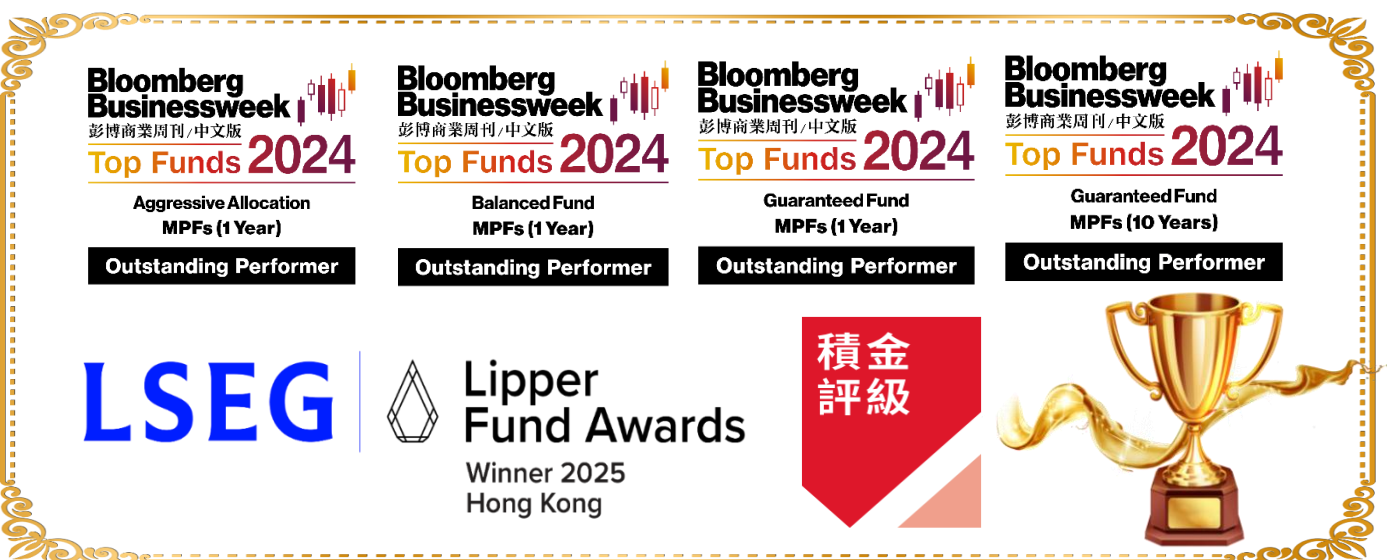 Bloomberg
Businessweek
彭博商業周刊/中文版
Top Funds 2024
Aggressive Allocation
MPFs (1 Year)
Outstanding Performer
Bloomberg
Businessweek
彭博商業周刊/中文版
Top Funds 2024
Balanced Fund
MPFs (1 Year)
Outstanding Performer
Bloomberg
Businessweek
彭博商業周刊/中文版
Top Funds 2024
Guaranteed Fund
MPFs (1 Year)
Outstanding Performer
Bloomberg
Businessweek
彭博商業周刊/中文版
Top Funds 2024
Guaranteed Fund
MPFs (10 Years)
Outstanding Performer
LSEG
Lipper
Fund Awards
Winner 2025
Hong Kong
積金
評級